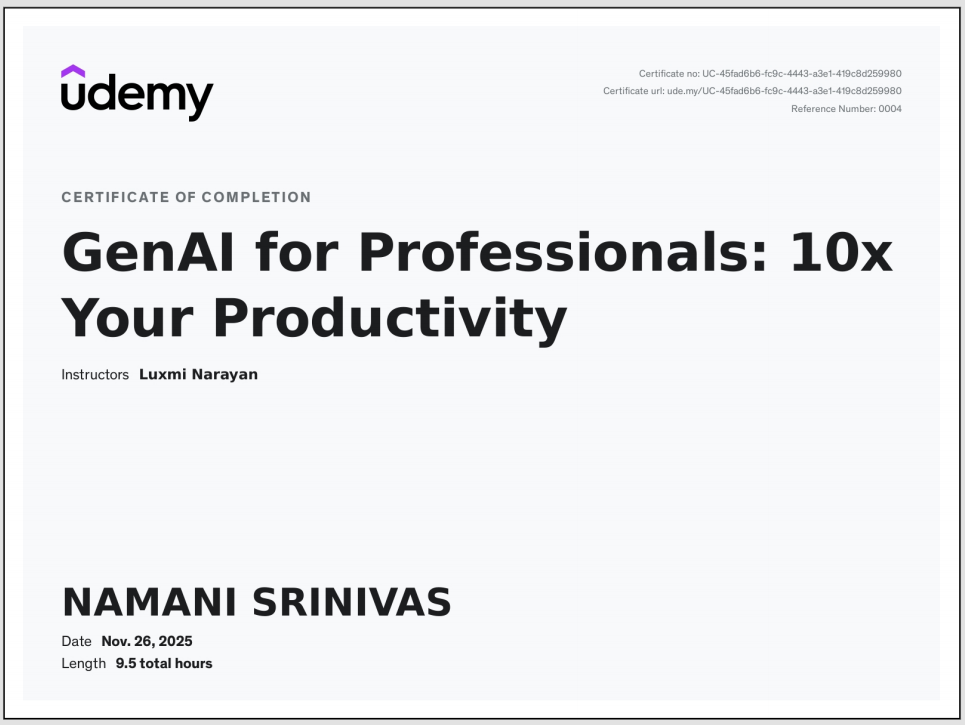 udemy
Certificate no: UC-45fad6b6-fc9c-4443-a3e1-419c8d259980
Certificate url: ude.my/UC-45fad6b6-fc9c-4443-a3e1-419c8d259980
Reference Number: 0004
CERTIFICATE OF COMPLETION
GenAI for Professionals: 10x
Your Productivity
Instructors Luxmi Narayan
NAMANI SRINIVAS
Date Nov. 26, 2025
Length 9.5 total hours